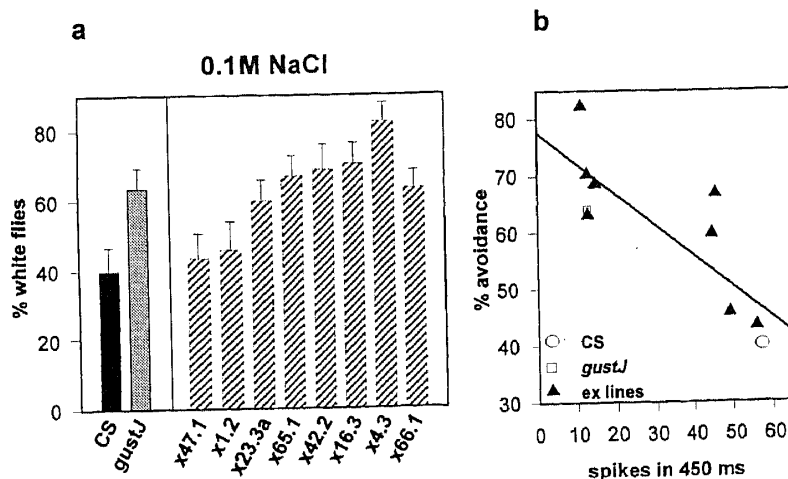 a
0.1M NaCl
% white flies
80
60
40
20
0
CS
gustJ
x47.1
x1.2
x23.3a
x65.1
x42.2
x16.3
x4.3
x66.1
b
% avoidance
80
70
60
50
40
30
CS
gustJ
ex lines
0 10 20 30 40 50 60
spikes in 450 ms